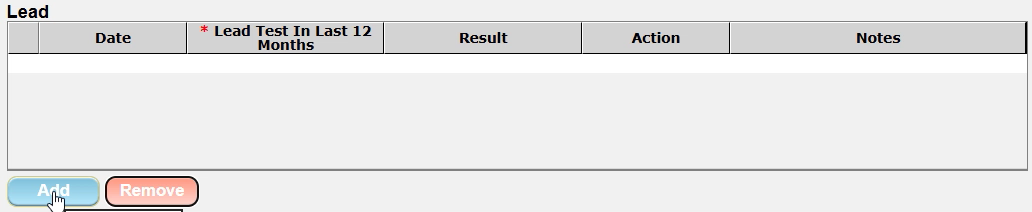 Lead
Date
* Lead Test In Last 12
Months
Result
Action
Notes
Add
Remove